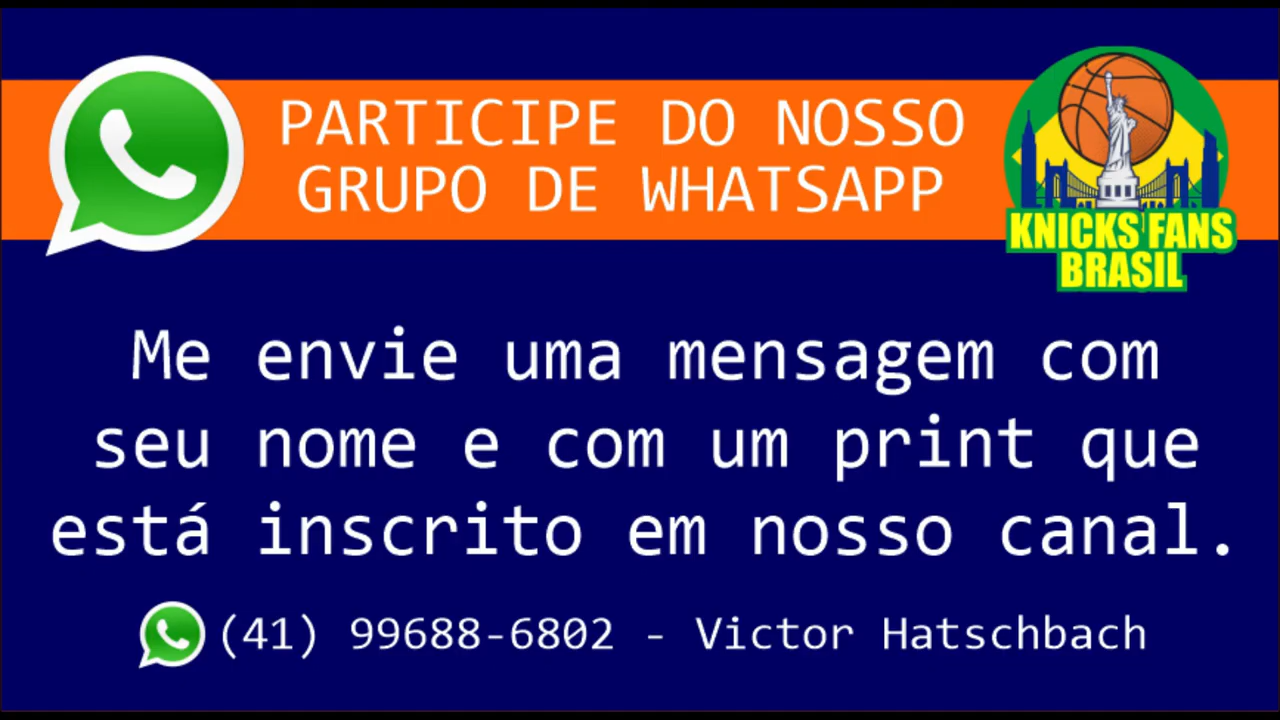 PARTICIPE DO NOSSO
GRUPO DE WHATSAPP
KNICKS FANS
BRASIL
Me envie uma mensagem com
seu nome e com um print que
está inscrito em nosso canal.
(41) 99688-6802 - Victor Hatschbach